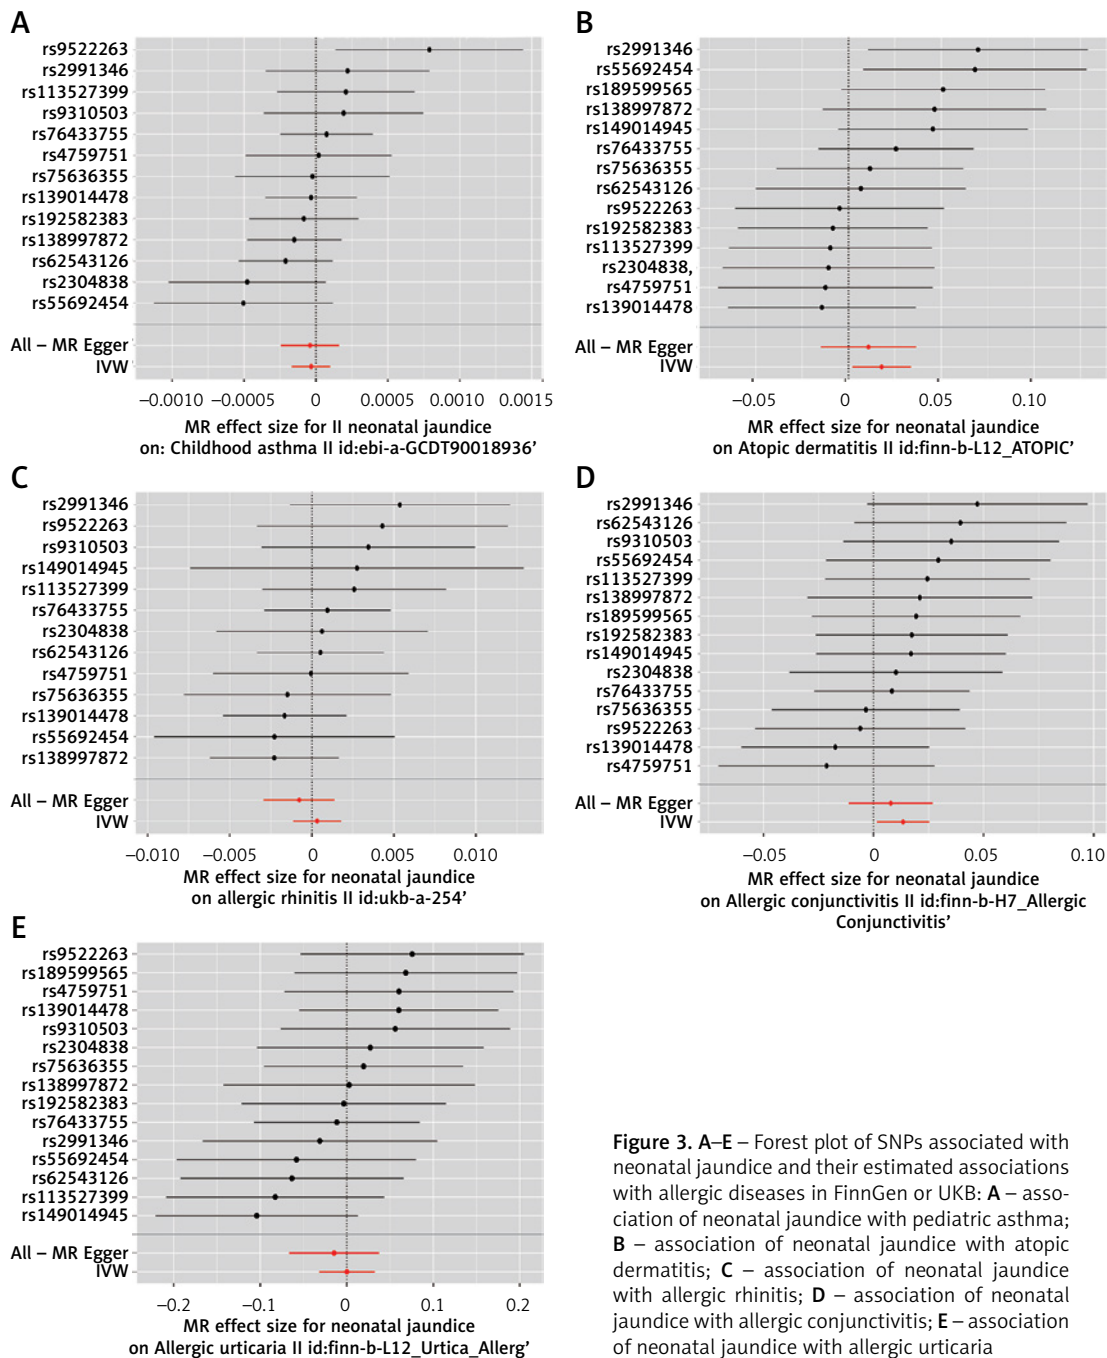 A
rs9522263
rs2991346
rs113527399
rs9310503
rs76433755
rs4759751
rs75636355
rs139014478
rs192582383
rs138997872
rs62543126
rs2304838
rs55692454
All – MR Egger
IVW
–0.0010 –0.0005 0 0.0005 0.0010 0.0015
MR effect size for II neonatal jaundice
on: Childhood asthma II id:ebi-a-GCDT90018936’
B
rs2991346
rs55692454
rs189599565
rs138997872
rs149014945
rs76433755
rs75636355
rs62543126
rs9522263
rs192582383
rs113527399
rs2304838,
rs4759751
rs139014478
All – MR Egger
IVW
–0.05 0 0.05 0.10
MR effect size for neonatal jaundice
on Atopic dermatitis II id:finn-b-L12_ATOPIC’
C
rs2991346
rs9522263
rs9310503
rs149014945
rs113527399
rs76433755
rs2304838
rs62543126
rs4759751
rs75636355
rs139014478
rs55692454
rs138997872
All – MR Egger
IVW
–0.010 –0.005 0 0.005 0.010
MR effect size for neonatal jaundice
on allergic rhinitis II id:ukb-a-254’
D
rs2991346
rs62543126
rs9310503
rs55692454
rs113527399
rs138997872
rs189599565
rs192582383
rs149014945
rs2304838
rs76433755
rs75636355
rs9522263
rs139014478
rs4759751
All – MR Egger
IVW
–0.05 0 0.05 0.10
MR effect size for neonatal jaundice
on Allergic conjunctivitis II id:finn-b-H7_Allergic
Conjunctivitis’
E
rs9522263
rs189599565
rs4759751
rs139014478
rs9310503
rs2304838
rs75636355
rs138997872
rs192582383
rs76433755
rs2991346
rs55692454
rs62543126
rs113527399
rs149014945
All – MR Egger
IVW
–0.2 –0.1 0 0.1 0.2
MR effect size for neonatal jaundice
on Allergic urticaria II id:finn-b-L12_Urtica_Allerg’
Figure 3. A–E – Forest plot of SNPs associated with
neonatal jaundice and their estimated associations
with allergic diseases in FinnGen or UKB: A – asso-
ciation of neonatal jaundice with pediatric asthma;
B – association of neonatal jaundice with atopic
dermatitis; C – association of neonatal jaundice
with allergic rhinitis; D – association of neonatal
jaundice with allergic conjunctivitis; E – association
of neonatal jaundice with allergic urticaria